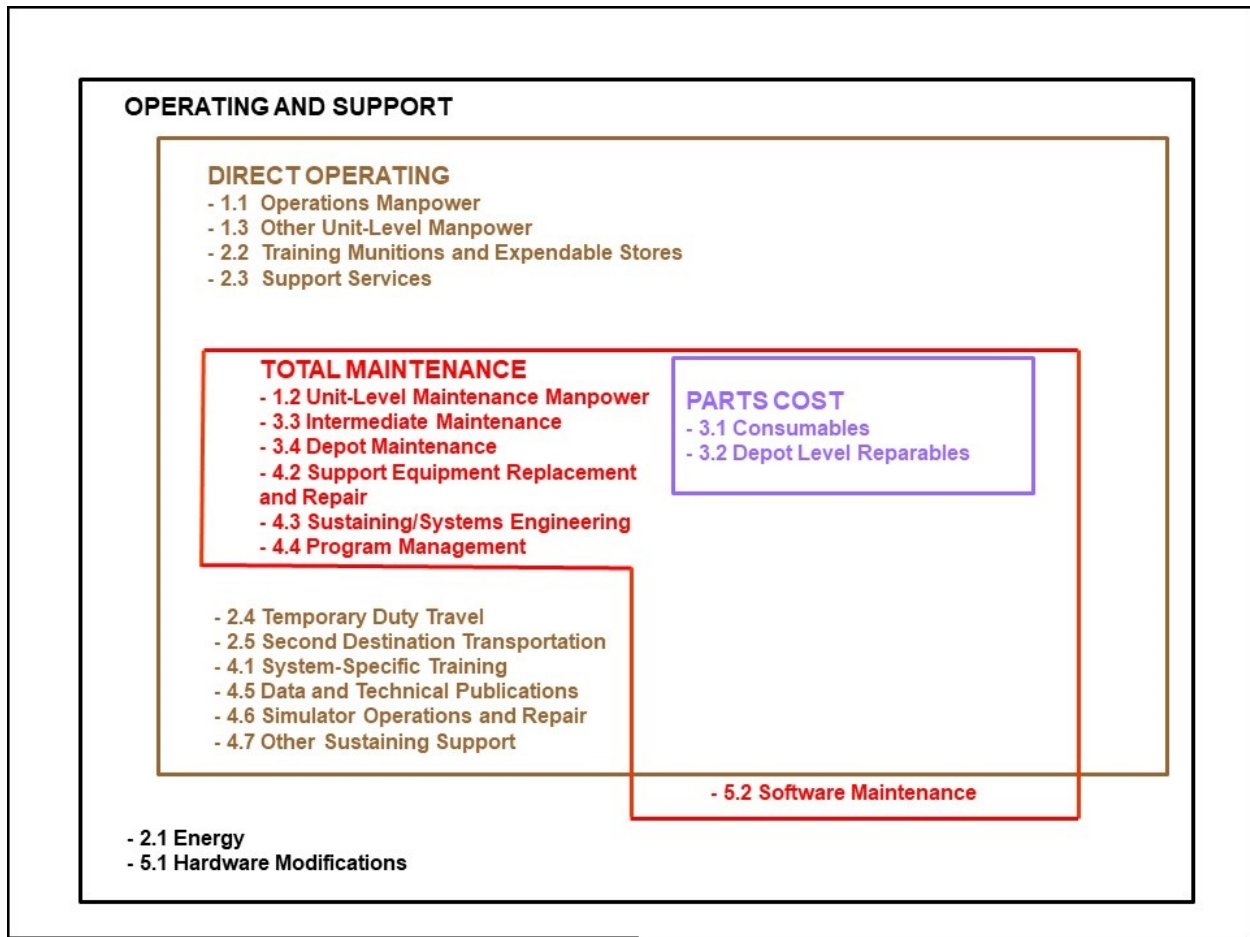 OPERATING AND SUPPORT
DIRECT OPERATING
- 1.1 Operations Manpower
- 1.3 Other Unit-Level Manpower
- 2.2 Training Munitions and Expendable Stores
- 2.3 Support Services
TOTAL MAINTENANCE
- 1.2 Unit-Level Maintenance Manpower
- 3.3 Intermediate Maintenance
- 3.4 Depot Maintenance
- 4.2 Support Equipment Replacement
and Repair
- 4.3 Sustaining/Systems Engineering
- 4.4 Program Management
PARTS COST
- 3.1 Consumables
- 3.2 Depot Level Reparables
- 2.4 Temporary Duty Travel
- 2.5 Second Destination Transportation
- 4.1 System-Specific Training
- 4.5 Data and Technical Publications
- 4.6 Simulator Operations and Repair
- 4.7 Other Sustaining Support
- 5.2 Software Maintenance
- 2.1 Energy
- 5.1 Hardware Modifications